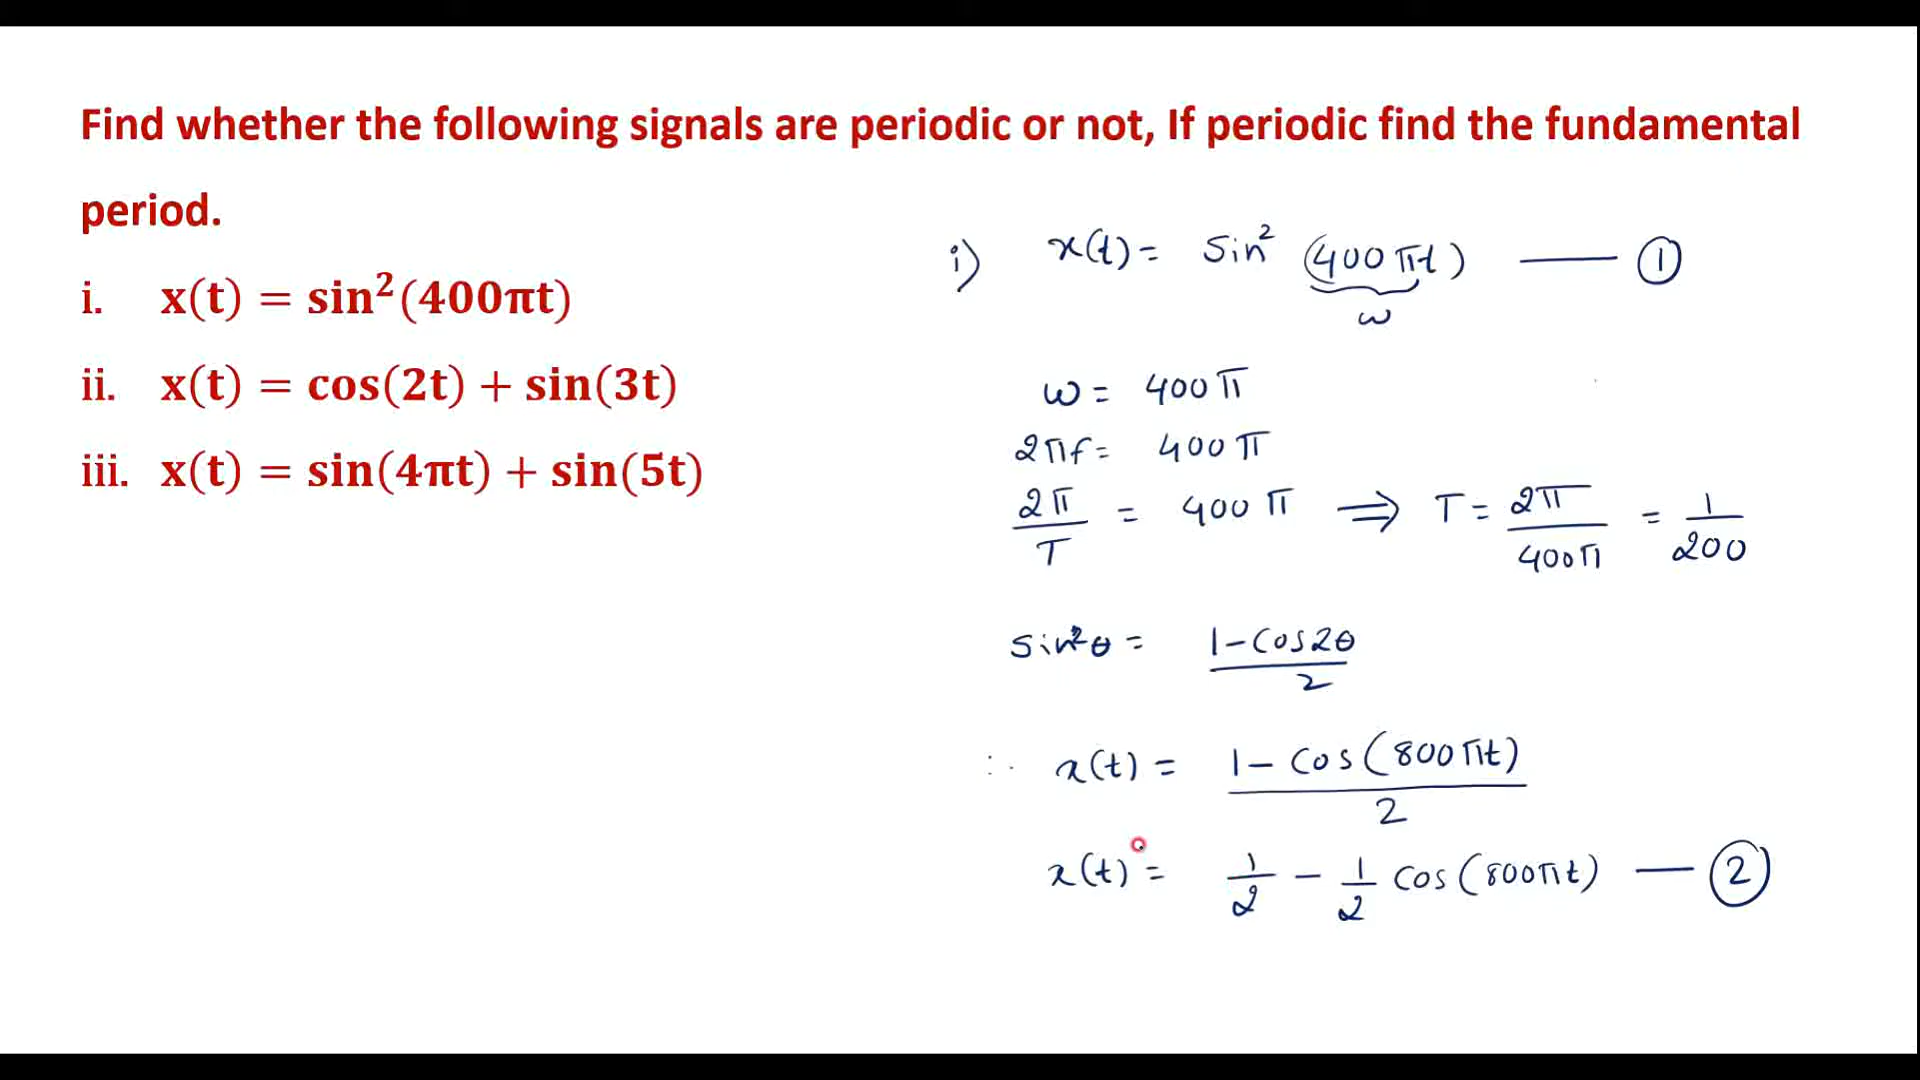 Find whether the following signals are periodic or not, If periodic find the fundamental
period.
i. x(t) = sin²(400πt)
ii. x(t) = cos(2t) + sin(3t)
iii. x(t) = sin(4πt) + sin(5t)
i) x(t) = sin² (400πt) —— ①
ω
ω = 400π
2πf = 400π
2π/T = 400π ⇒ T = 2π/400π = 1/200
sin²θ = (1-cos2θ)/2
∴ x(t) = (1 - cos(800πt))/2
x(t) = 1/2 - 1/2 cos(800πt) —— ②